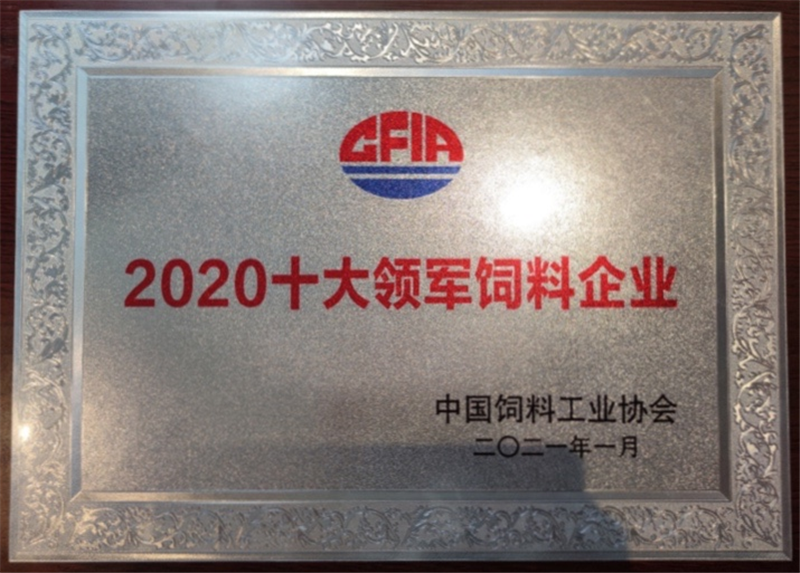 CFIA
2020十大领军饲料企业
中国饲料工业协会
二〇二一年一月